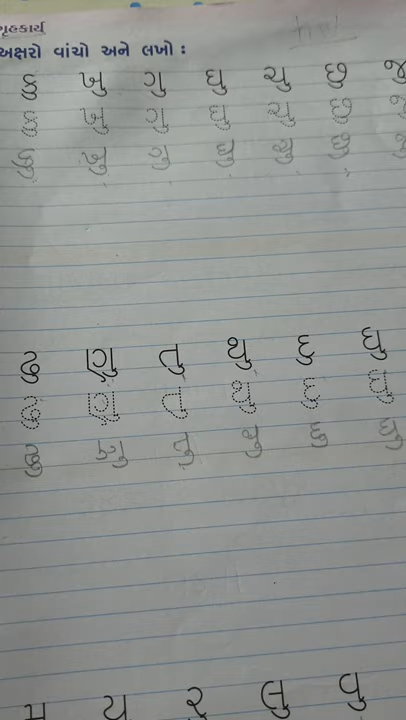 ગૃહકાર્ય
અક્ષરો વાંચો અને લખો :
કુ ખુ ગુ ઘુ ચુ છુ જુ
કુ ખુ ગુ ઘુ ચુ છુ જુ
કુ ખુ ગુ ઘુ ચુ છુ જુ
ઢુ ણુ તુ થુ દુ ધુ
ઢુ ણુ તુ થુ દુ ધુ
ઢુ ણુ તુ થુ દુ ધુ
મ ય ર લુ વુ